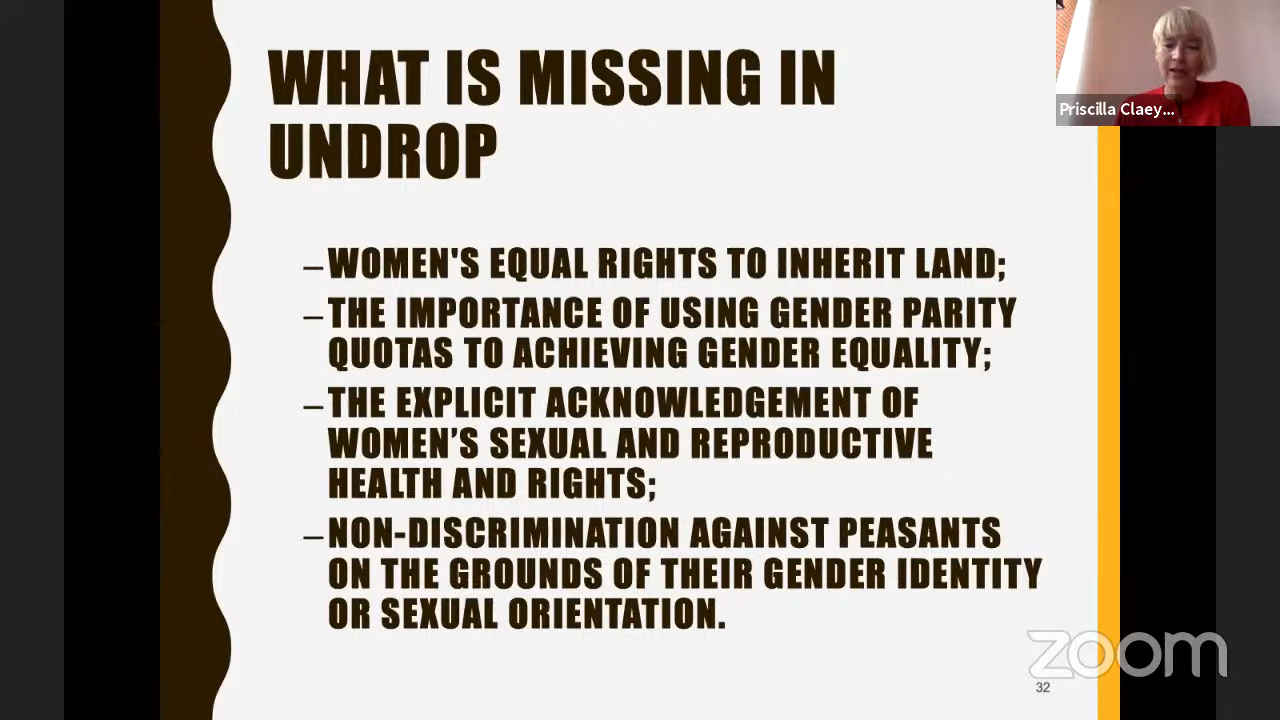 WHAT IS MISSING IN
UNDROP
–WOMEN'S EQUAL RIGHTS TO INHERIT LAND;
–THE IMPORTANCE OF USING GENDER PARITY
QUOTAS TO ACHIEVING GENDER EQUALITY;
–THE EXPLICIT ACKNOWLEDGEMENT OF
WOMEN’S SEXUAL AND REPRODUCTIVE
HEALTH AND RIGHTS;
–NON-DISCRIMINATION AGAINST PEASANTS
ON THE GROUNDS OF THEIR GENDER IDENTITY
OR SEXUAL ORIENTATION.
Priscilla Claey...
zoom
32